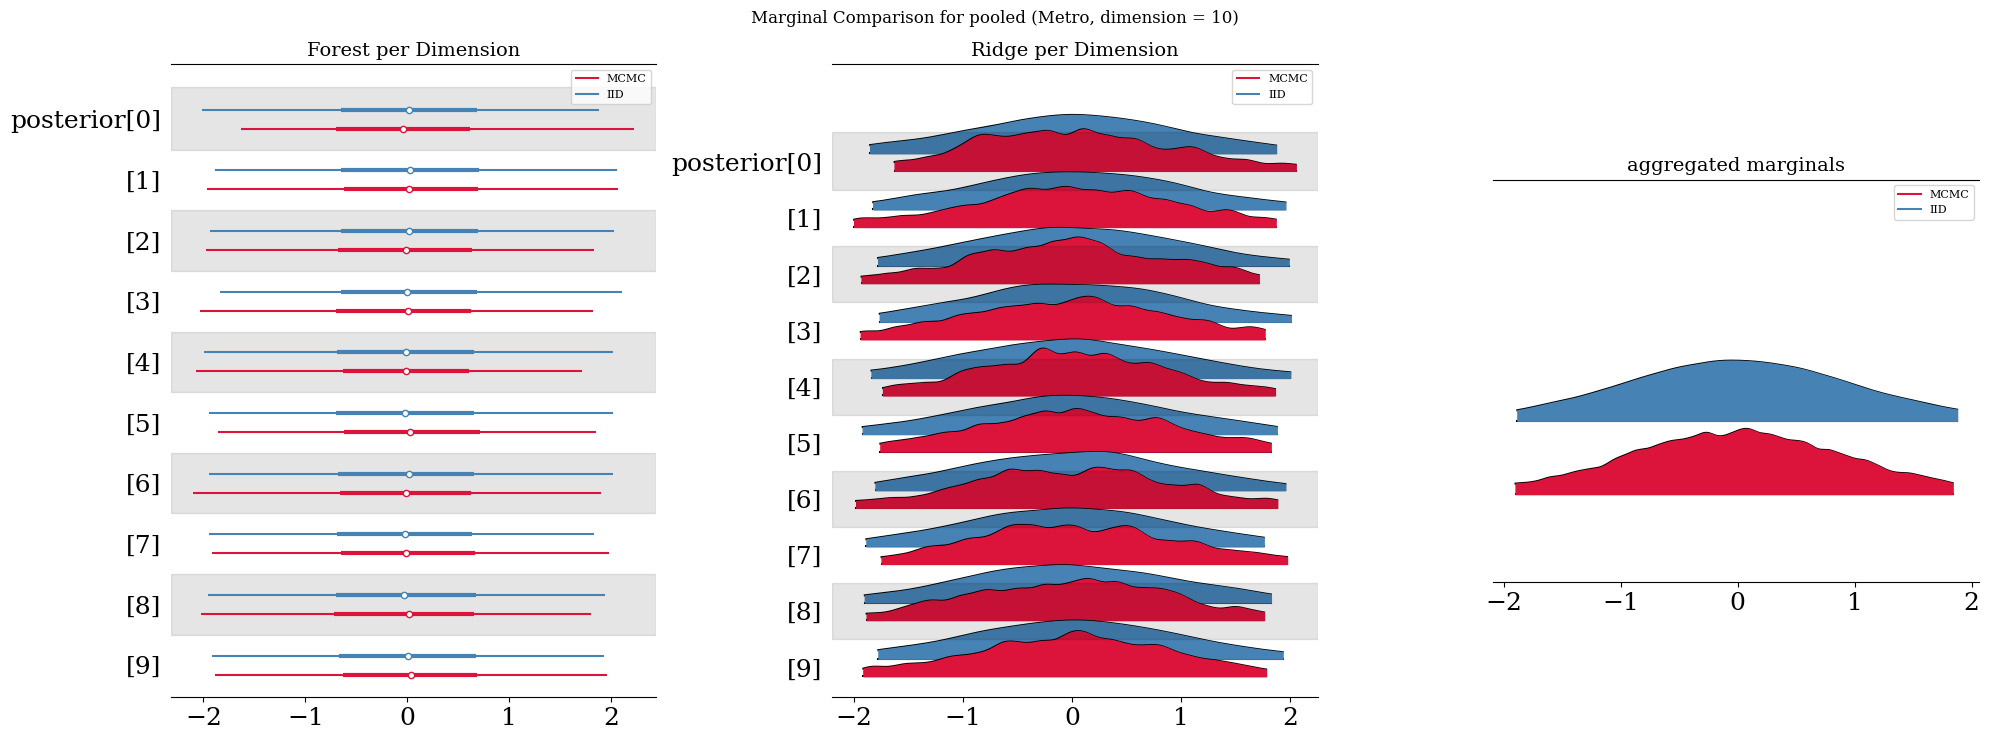 Marginal Comparison for pooled (Metro, dimension = 10)
Forest per Dimension
MCMC
IID
posterior[0]
[1]
[2]
[3]
[4]
[5]
[6]
[7]
[8]
[9]
−2 −1 0 1 2
Ridge per Dimension
MCMC
IID
posterior[0]
[1]
[2]
[3]
[4]
[5]
[6]
[7]
[8]
[9]
−2 −1 0 1 2
aggregated marginals
MCMC
IID
−2 −1 0 1 2